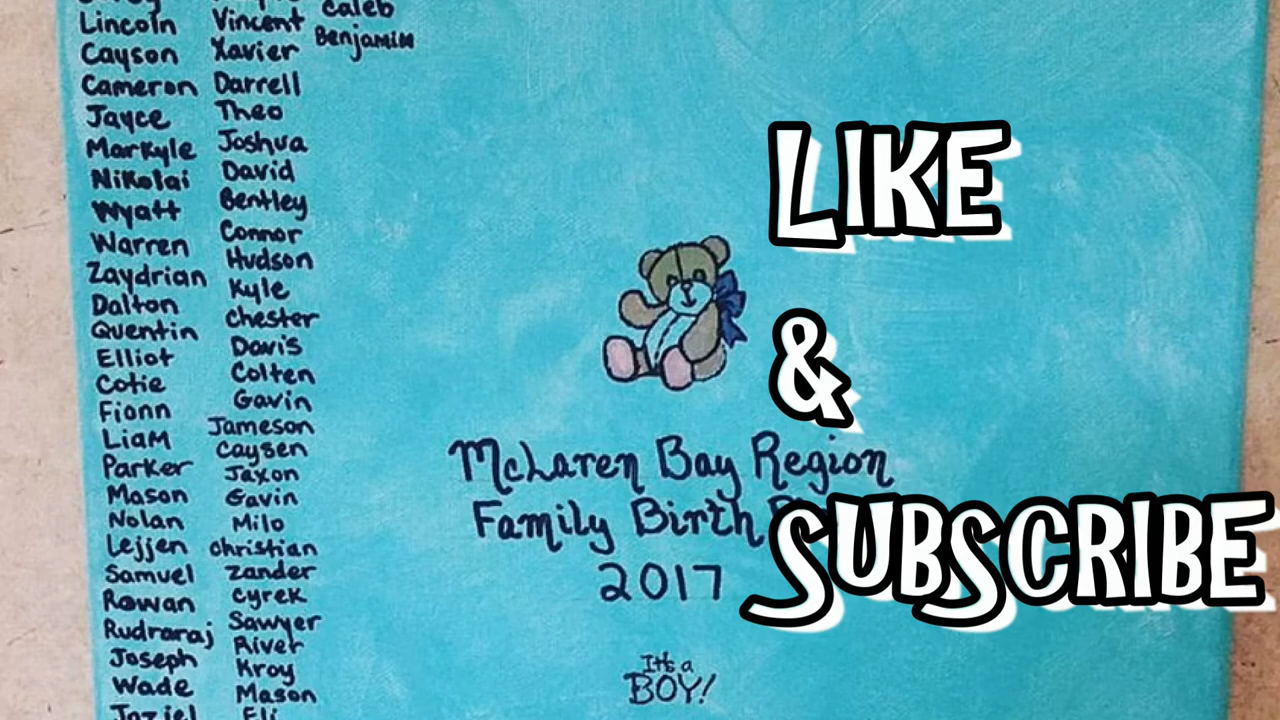 Lincoln
Cayson
Cameron
Jayce
Markyle
Nikolai
Wyatt
Warren
Zaydrian
Dalton
Quentin
Elliot
Cotie
Fionn
Liam
Parker
Mason
Nolan
Lejjen
Samuel
Rowan
Rudraraj
Joseph
Wade
Jaziel
Vincent
Xavier
Darrell
Theo
Joshua
David
Bentley
Connor
Hudson
Kyle
Chester
Davis
Colten
Gavin
Jameson
Caysen
Jaxon
Gavin
Milo
Christian
Zander
Cyrek
Sawyer
River
Kroy
Mason
Eli
Caleb
Benjamin
McLaren Bay Region
Family Birth
2017
It's a
BOY!
LIKE
&
SUBSCRIBE